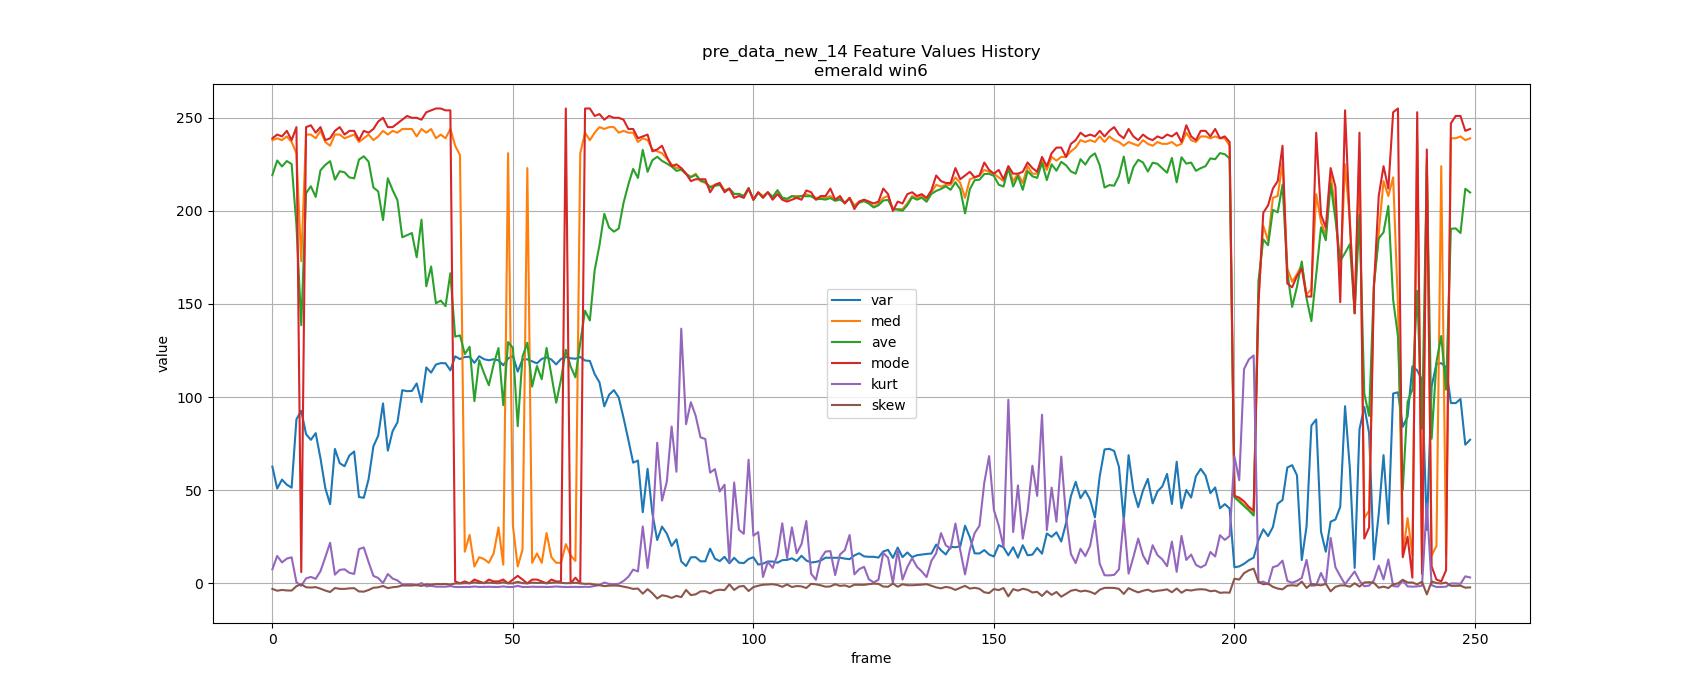 pre_data_new_14 Feature Values History
emerald win6
value
250
200
150
100
50
0
var
med
ave
mode
kurt
skew
0 50 100 150 200 250
frame